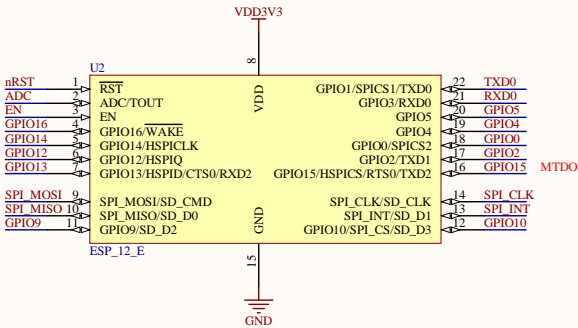 VDD3V3
8
U2
nRST 1 RST VDD GPIO1/SPICS1/TXD0 22 TXD0
ADC 2 ADC/TOUT GPIO3/RXD0 21 RXD0
EN 3 EN GPIO5 20 GPIO5
GPIO16 4 GPIO16/WAKE GPIO4 19 GPIO4
GPIO14 5 GPIO14/HSPICLK GPIO0/SPICS2 18 GPIO0
GPIO12 6 GPIO12/HSPIQ GPIO2/TXD1 17 GPIO2
GPIO13 7 GPIO13/HSPID/CTS0/RXD2 GPIO15/HSPICS/RTS0/TXD2 16 GPIO15 MTDO
SPI_MOSI 9 SPI_MOSI/SD_CMD SPI_CLK/SD_CLK 14 SPI_CLK
SPI_MISO 10 SPI_MISO/SD_D0 GND SPI_INT/SD_D1 13 SPI_INT
GPIO9 11 GPIO9/SD_D2 GPIO10/SPI_CS/SD_D3 12 GPIO10
ESP_12_E
15
GND